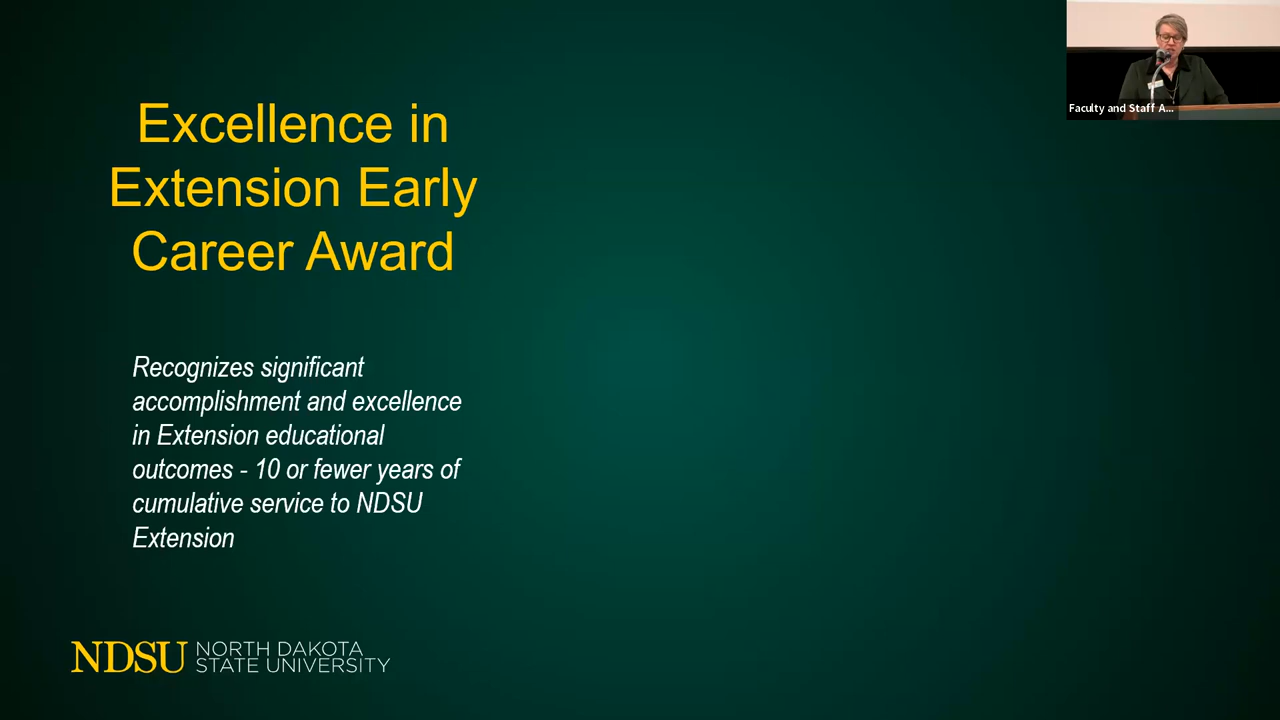 Excellence in
Extension Early
Career Award
Recognizes significant
accomplishment and excellence
in Extension educational
outcomes - 10 or fewer years of
cumulative service to NDSU
Extension
NDSU NORTH DAKOTA
STATE UNIVERSITY
Faculty and Staff A...